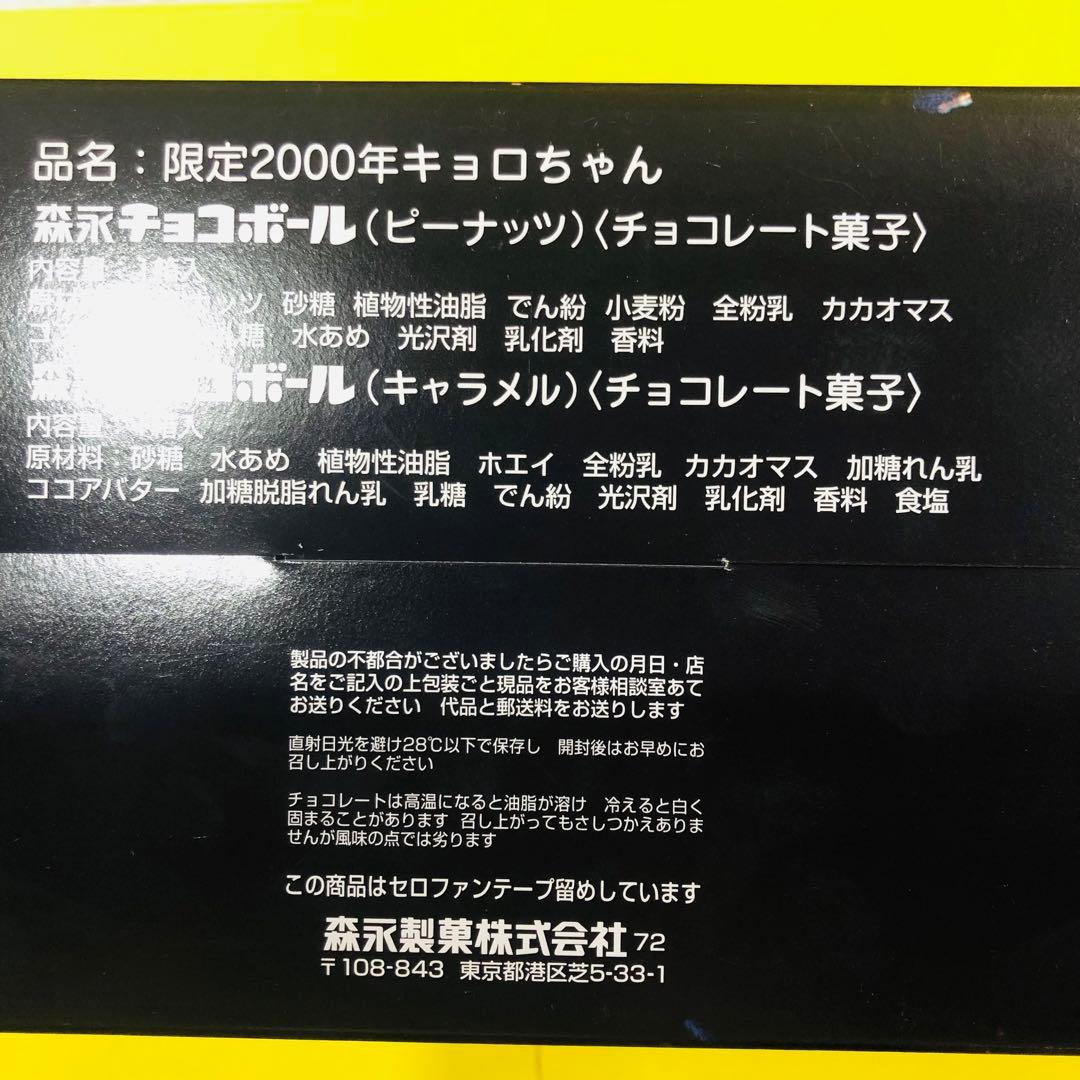 品名：限定2000年キョロちゃん
森永チョコボール（ピーナッツ）〈チョコレート菓子〉
内容量 箱入
ッツ 砂糖 植物性油脂 でん紛 小麦粉 全粉乳 カカオマス
糖 水あめ 光沢剤 乳化剤 香料
ボール（キャラメル）〈チョコレート菓子〉
内容量 箱入
原材料：砂糖 水あめ 植物性油脂 ホエイ 全粉乳 カカオマス 加糖れん乳
ココアバター 加糖脱脂れん乳 乳糖 でん紛 光沢剤 乳化剤 香料 食塩
製品の不都合がございましたらご購入の月日・店
名をご記入の上包装ごと現品をお客様相談室あて
お送りください 代品と郵送料をお送りします
直射日光を避け28℃以下で保存し 開封後はお早めにお
召し上がりください
チョコレートは高温になると油脂が溶け 冷えると白く
固まることがあります 召し上がってもさしつかえありま
せんが風味の点では劣ります
この商品はセロファンテープ留めしています
森永製菓株式会社 72
〒108-843 東京都港区芝5-33-1